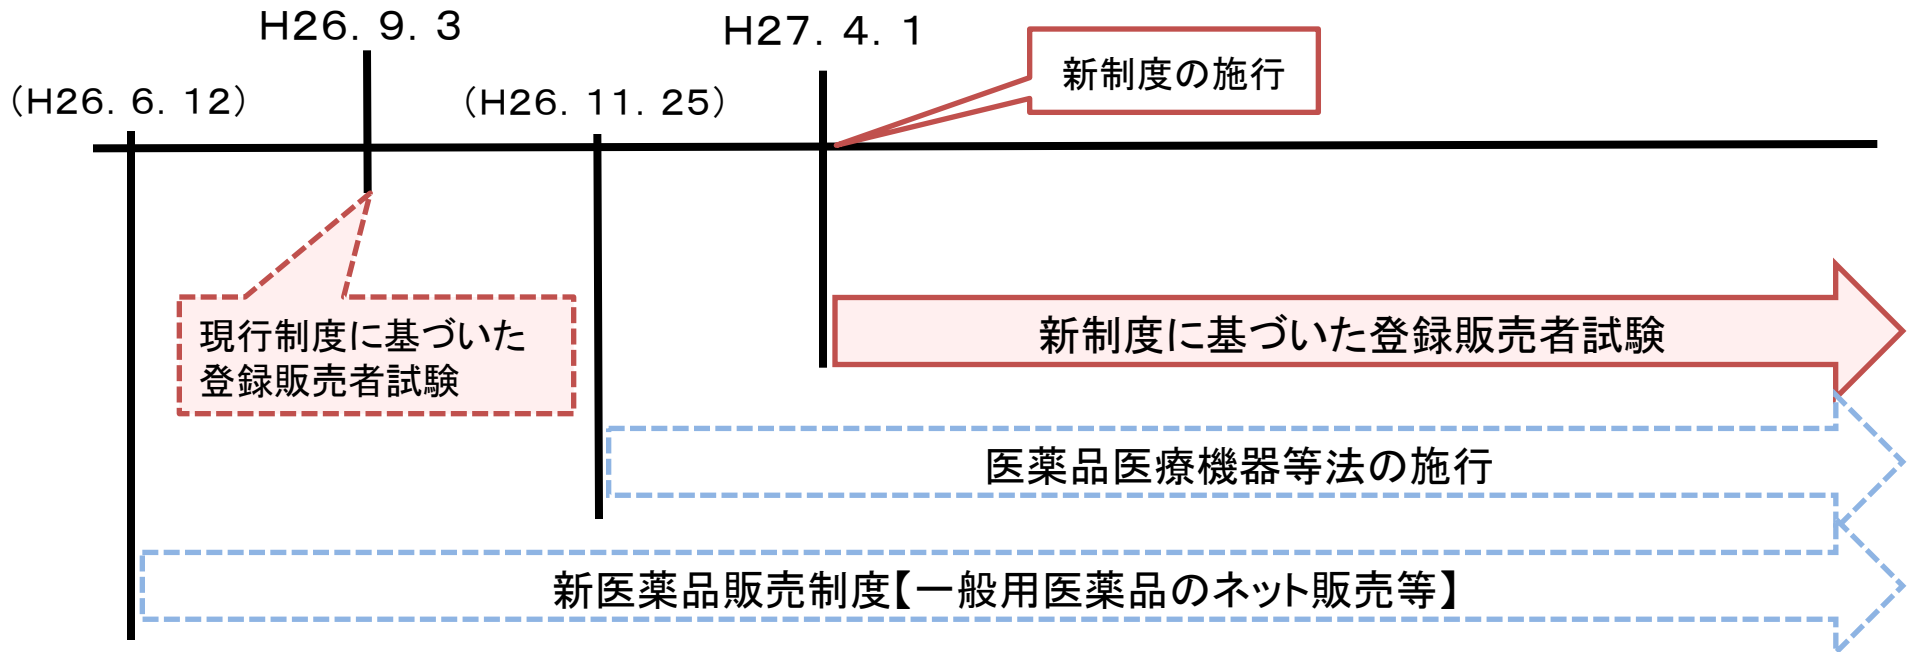 H26. 9. 3
H27. 4. 1
新制度の施行
(H26. 6. 12)
(H26. 11. 25)
現行制度に基づいた
登録販売者試験
新制度に基づいた登録販売者試験
医薬品医療機器等法の施行
新医薬品販売制度【一般用医薬品のネット販売等】